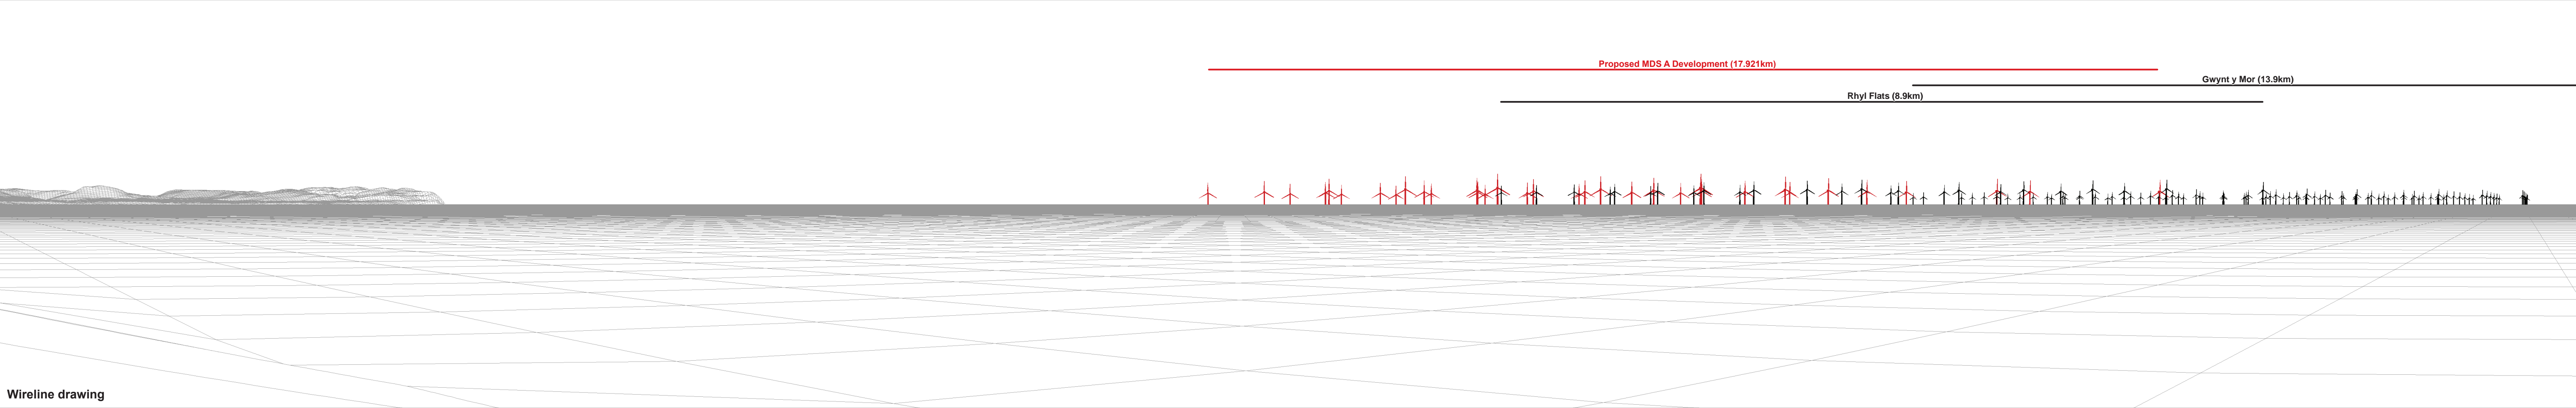 Proposed MDS A Development (17.921km)
Gwynt y Mor (13.9km)
Rhyl Flats (8.9km)
Wireline drawing